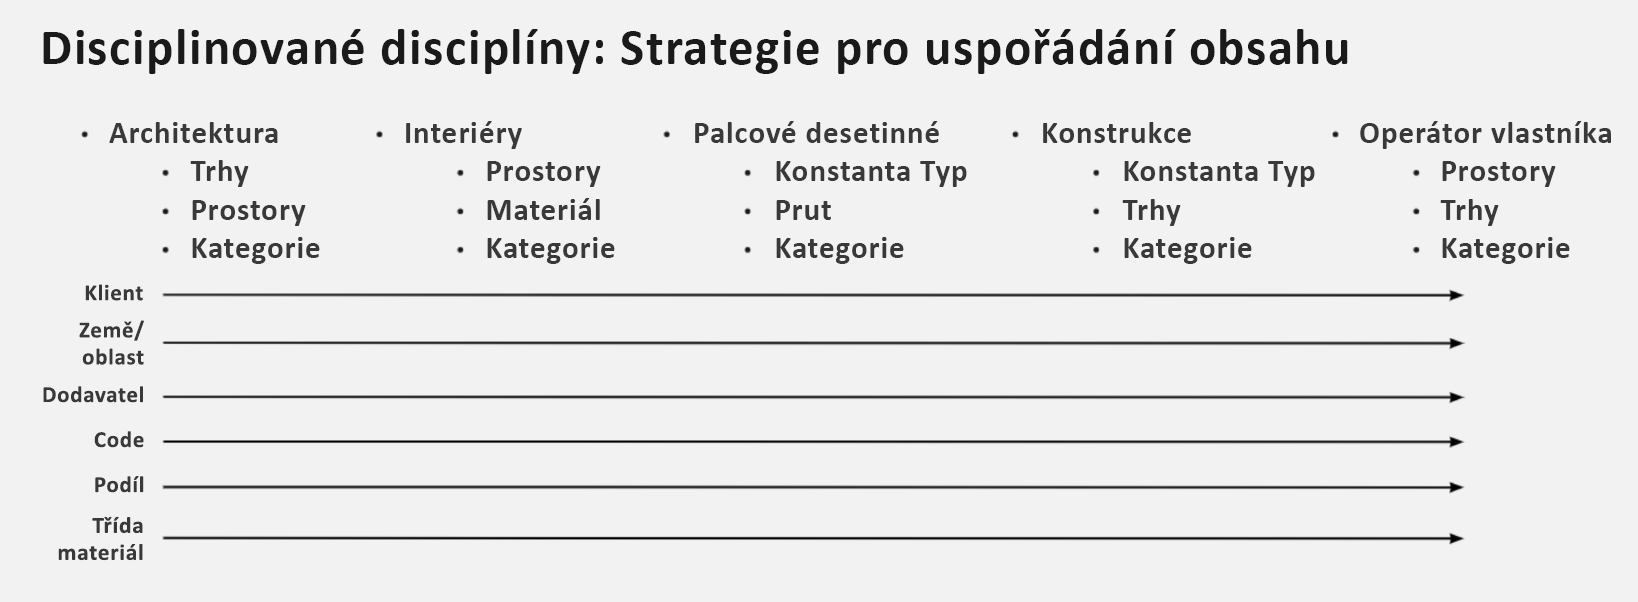 Disciplinované disciplíny: Strategie pro uspořádání obsahu
• Architektura
• Trhy
• Prostory
• Kategorie
• Interiéry
• Prostory
• Materiál
• Kategorie
• Palcové desetinné
• Konstanta Typ
• Prut
• Kategorie
• Konstrukce
• Konstanta Typ
• Trhy
• Kategorie
• Operátor vlastníka
• Prostory
• Trhy
• Kategorie
Klient
Země/
oblast
Dodavatel
Code
Podíl
Třída
materiál